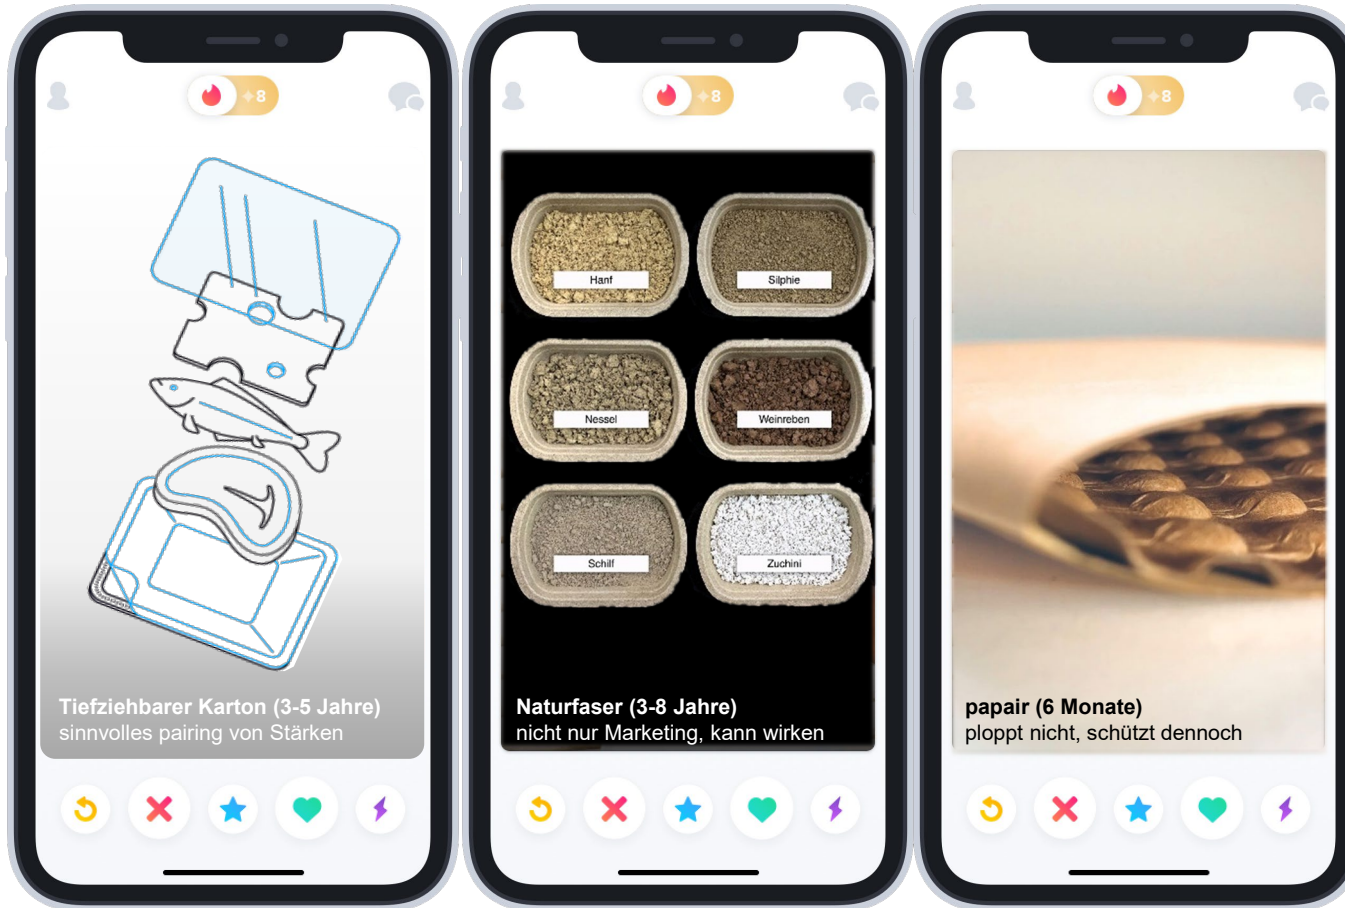 +8
Tiefziehbarer Karton (3-5 Jahre)
sinnvolles pairing von Stärken
+8
Hanf
Silphie
Nessel
Weinreben
Schilf
Zuchini
Naturfaser (3-8 Jahre)
nicht nur Marketing, kann wirken
+8
papair (6 Monate)
ploppt nicht, schützt dennoch